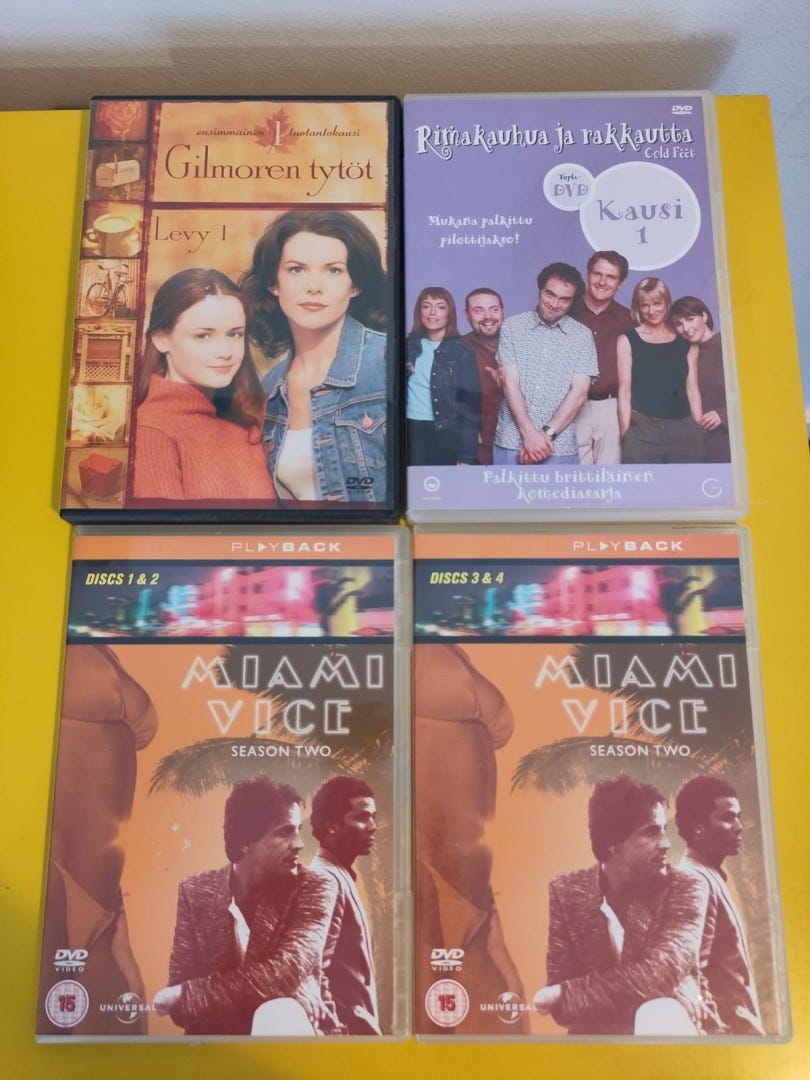 ensimmäinen 1 tuotantokausi
Gilmoren tytöt
Levy 1
DVD
VIDEO
DVD
Rimakauhua ja rakkautta
Cold Feet
Tupla-
DVD
Kausi
1
Mukana palkittu
pilottijakso!
Palkittu brittiläinen
komediasarja
PLAYBACK
DISCS 1 & 2
MIAMI
VICE
SEASON TWO
DVD
VIDEO
15
UNIVERSAL
PLAYBACK
DISCS 3 & 4
MIAMI
VICE
SEASON TWO
DVD
VIDEO
15
UNIVERSAL